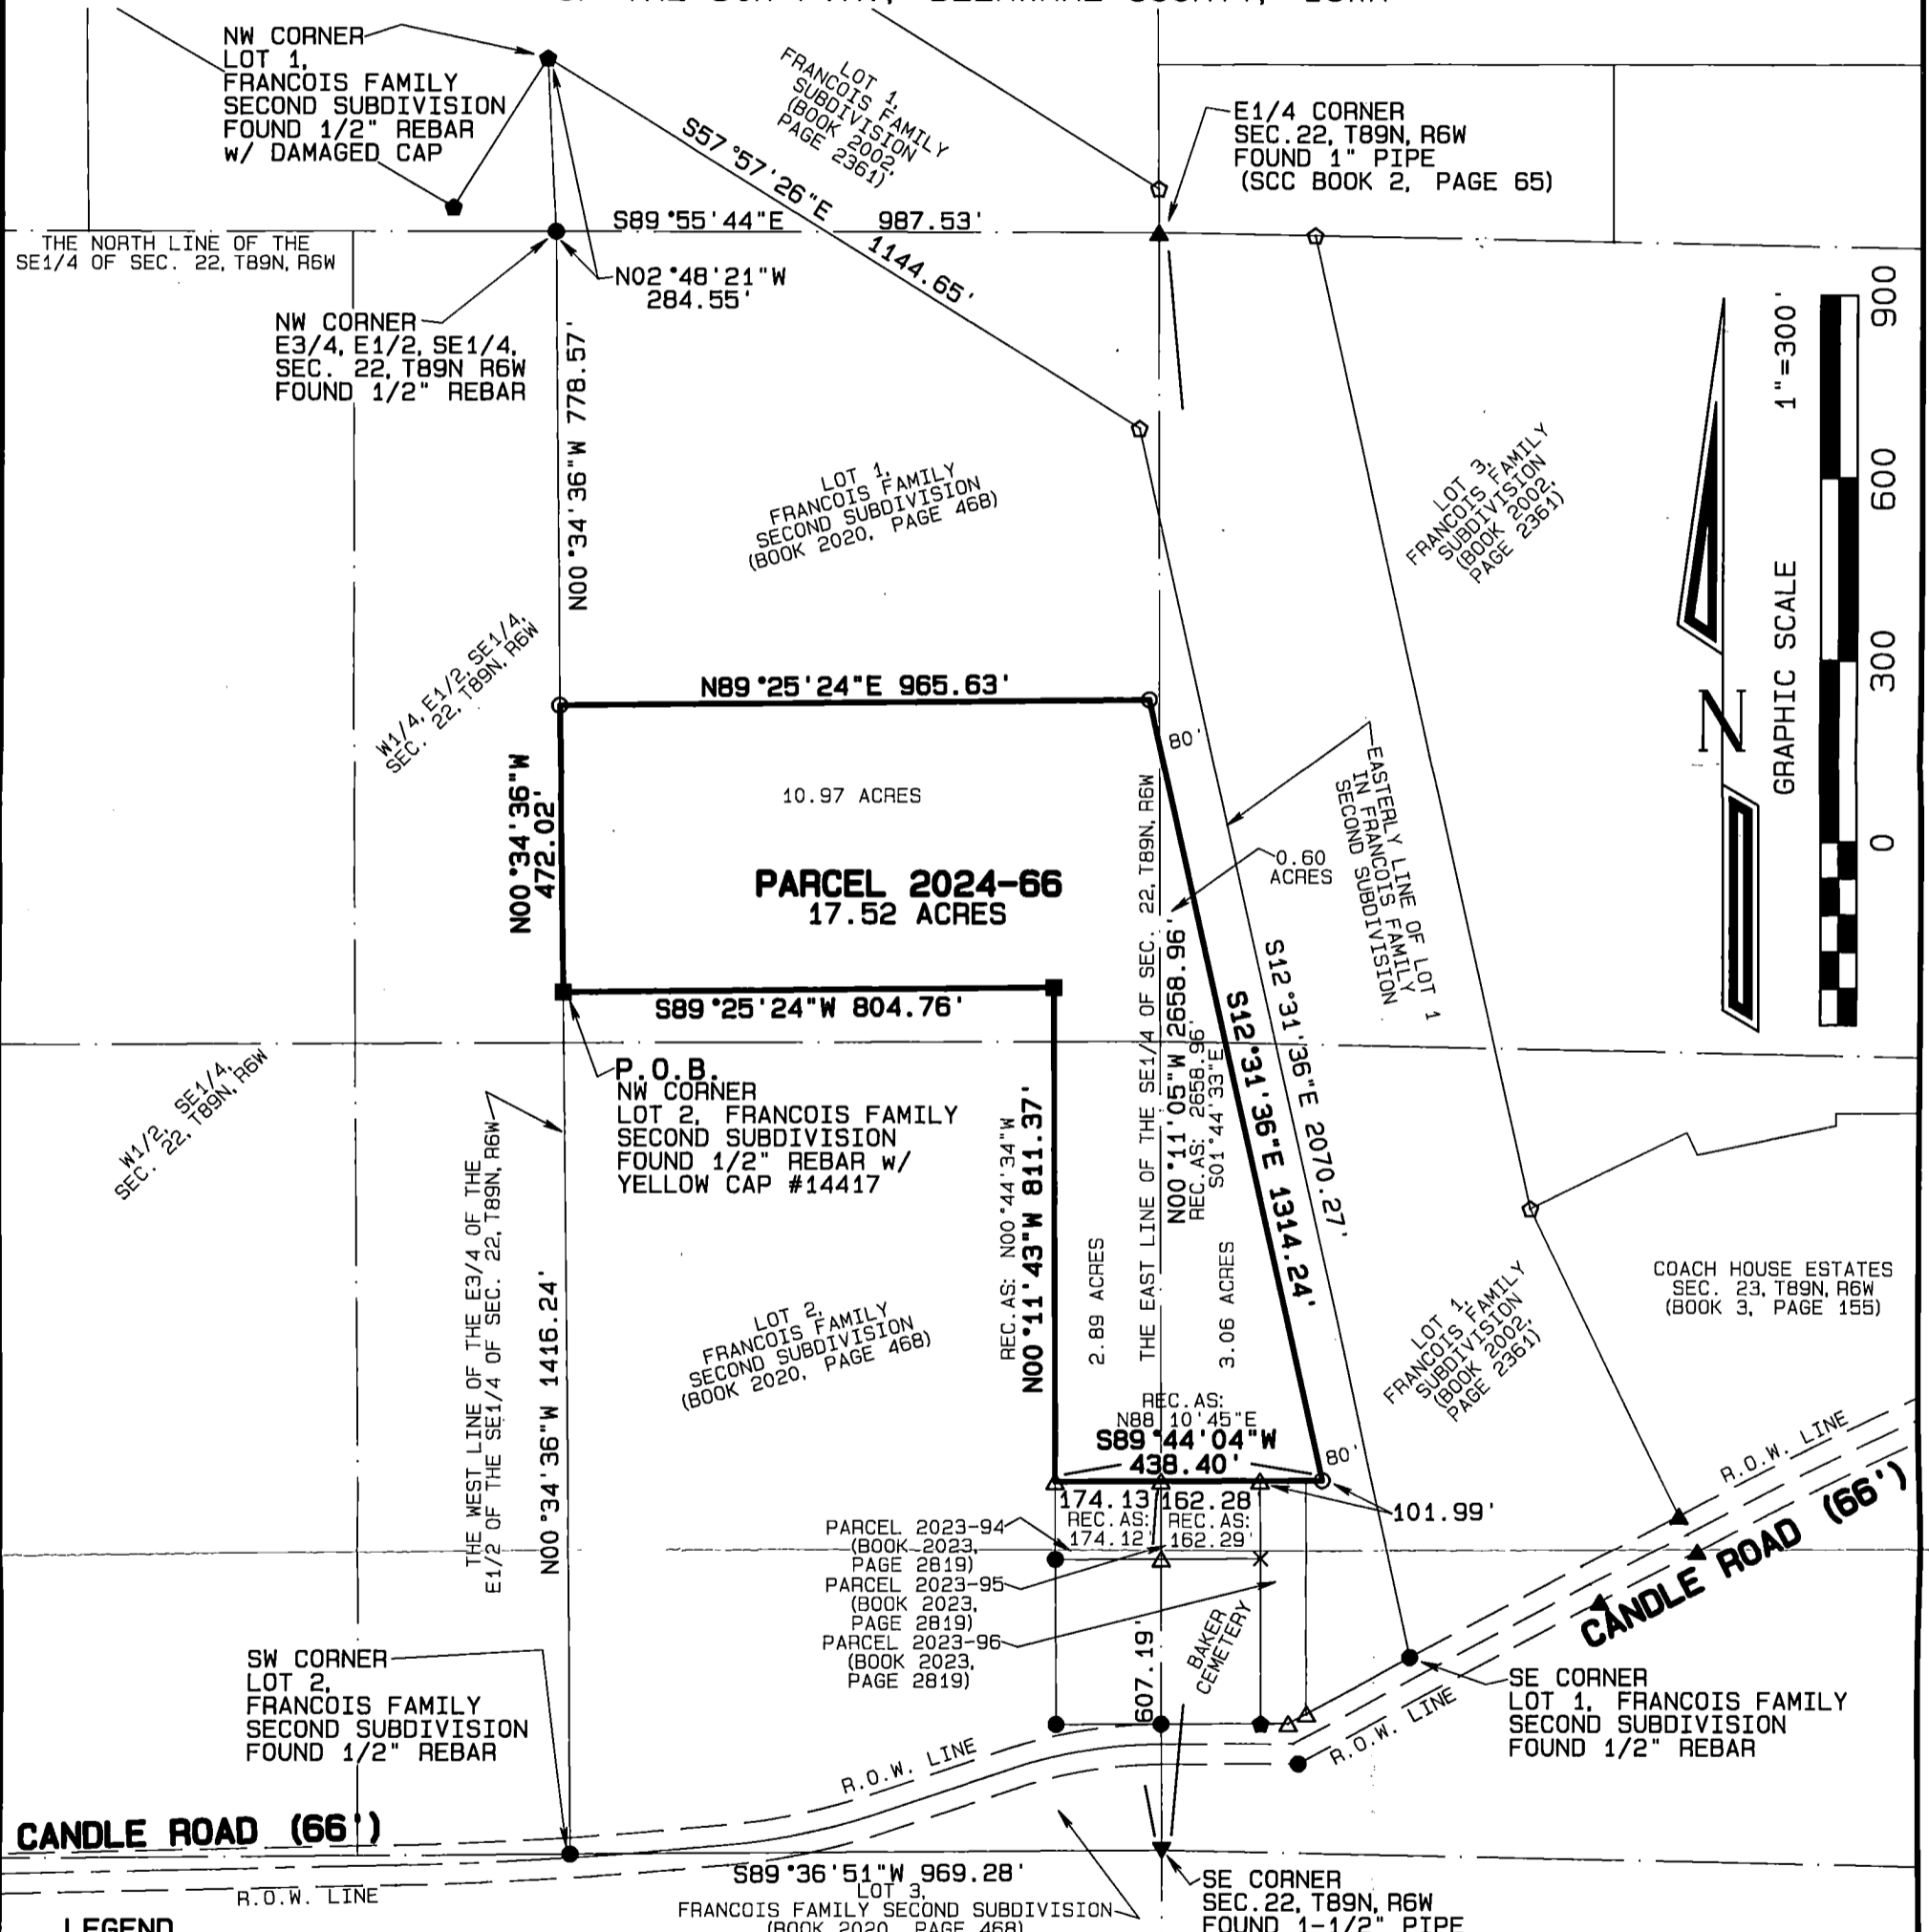 NW CORNER
LOT 1,
FRANCOIS FAMILY
SECOND SUBDIVISION
FOUND 1/2" REBAR
W/ DAMAGED CAP
LOT 1,
FRANCOIS FAMILY
SUBDIVISION
(BOOK 2002,
PAGE 2361)
E1/4 CORNER
SEC.22, T89N, R6W
FOUND 1" PIPE
(SCC BOOK 2, PAGE 65)
S57°57'26"E
1144.65'
S89°55'44"E 987.53'
THE NORTH LINE OF THE
SE1/4 OF SEC. 22, T89N, R6W
N02°48'21"W
284.55'
NW CORNER
E3/4, E1/2, SE1/4,
SEC. 22, T89N R6W
FOUND 1/2" REBAR
N00°34'36"W 778.57'
LOT 1,
FRANCOIS FAMILY
SECOND SUBDIVISION
(BOOK 2020, PAGE 468)
LOT 3,
FRANCOIS FAMILY
SUBDIVISION
(BOOK 2002,
PAGE 2361)
1"=300'
GRAPHIC SCALE
900
600
300
0
N
W1/4, E1/2, SE1/4,
SEC. 22, T89N, R6W
N89°25'24"E 965.63'
80'
N00°34'36"W
472.02'
10.97 ACRES
PARCEL 2024-66
17.52 ACRES
0.60
ACRES
EASTERLY LINE OF LOT 1
IN FRANCOIS FAMILY
SECOND SUBDIVISION
S89°25'24"W 804.76'
P.O.B.
NW CORNER
LOT 2, FRANCOIS FAMILY
SECOND SUBDIVISION
FOUND 1/2" REBAR W/
YELLOW CAP #14417
W1/2, SE1/4,
SEC. 22, T89N, R6W
THE WEST LINE OF THE E3/4 OF THE
E1/2 OF THE SE1/4 OF SEC. 22, T89N, R6W
N00°34'36"W 1416.24'
REC.AS: N00°44'34"W
N00°11'43"W 811.37'
2.89 ACRES
THE EAST LINE OF THE SE1/4 OF SEC. 22, T89N, R6W
N00°11'05"W 2658.96'
REC.AS: 2658.96'
S01°44'33"E
3.06 ACRES
S12°31'36"E 1314.24'
S12°31'36"E 2070.27'
LOT 2,
FRANCOIS FAMILY
SECOND SUBDIVISION
(BOOK 2020, PAGE 468)
LOT 1,
FRANCOIS FAMILY
SUBDIVISION
(BOOK 2002,
PAGE 2361)
COACH HOUSE ESTATES
SEC. 23, T89N, R6W
(BOOK 3, PAGE 155)
REC.AS:
N88 10'45"E
S89°44'04"W
438.40'
80'
174.13 162.28'
REC.AS: REC.AS:
174.12' 162.29'
101.99'
PARCEL 2023-94
(BOOK 2023,
PAGE 2819)
PARCEL 2023-95
(BOOK 2023,
PAGE 2819)
PARCEL 2023-96
(BOOK 2023,
PAGE 2819)
607.19'
BAKER
CEMETERY
R.O.W. LINE
CANDLE ROAD (66')
R.O.W. LINE
SE CORNER
LOT 1, FRANCOIS FAMILY
SECOND SUBDIVISION
FOUND 1/2" REBAR
SW CORNER
LOT 2,
FRANCOIS FAMILY
SECOND SUBDIVISION
FOUND 1/2" REBAR
R.O.W. LINE
CANDLE ROAD (66')
R.O.W. LINE
S89°36'51"W 969.28'
LOT 3,
FRANCOIS FAMILY SECOND SUBDIVISION
(BOOK 2020, PAGE 468)
SE CORNER
SEC.22, T89N, R6W
FOUND 1-1/2" PIPE
LEGEND